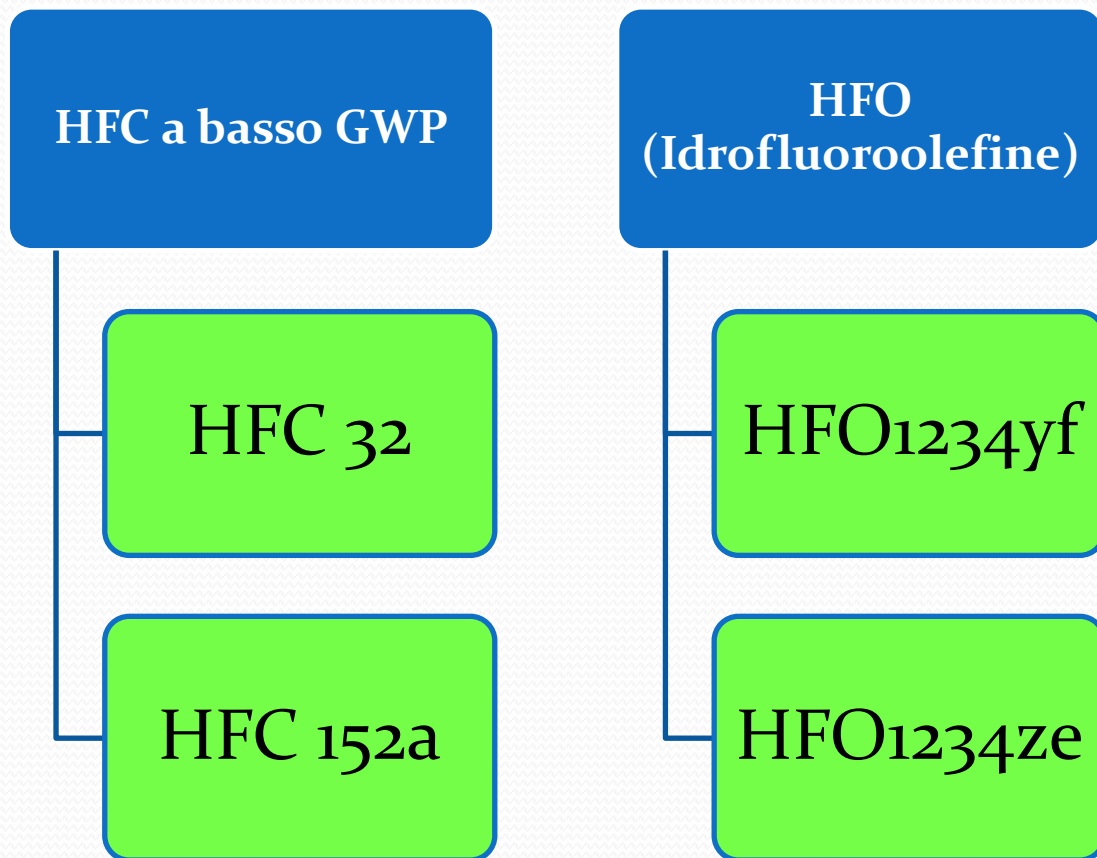 HFC a basso GWP
HFC 32
HFC 152a
HFO
(Idrofluoroolefine)
HFO1234yf
HFO1234ze